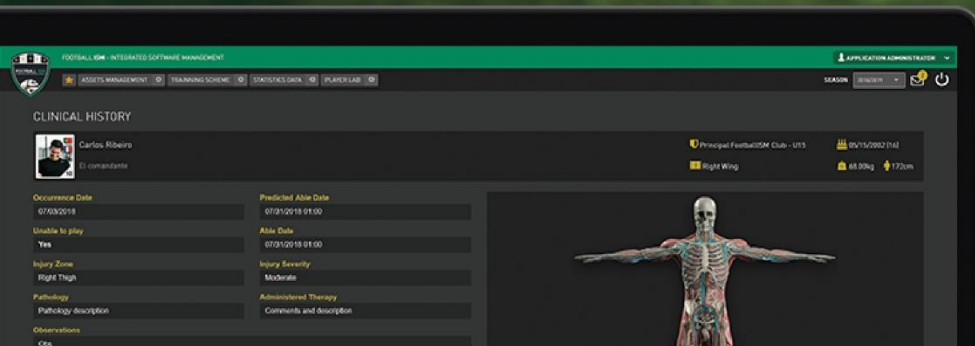 FOOTBALL ISM - INTEGRATED SOFTWARE MANAGEMENT
APPLICATION ADMINISTRATOR
ASSETS MANAGEMENT TRAINNING SCHEME STATISTICS DATA PLAYER LAB
SEASON 2018/2019
CLINICAL HISTORY
Carlos Ribeiro
El comandante
Principal FootballISM Club - U15
05/15/2002 (16)
Right Wing
68.00kg 172cm
Occurrence Date
07/03/2018
Predicted Able Date
07/31/2018 01:00
Unable to play
Yes
Able Date
07/31/2018 01:00
Injury Zone
Right Thigh
Injury Severity
Moderate
Pathology
Pathology description
Administered Therapy
Comments and description
Observations
Obs